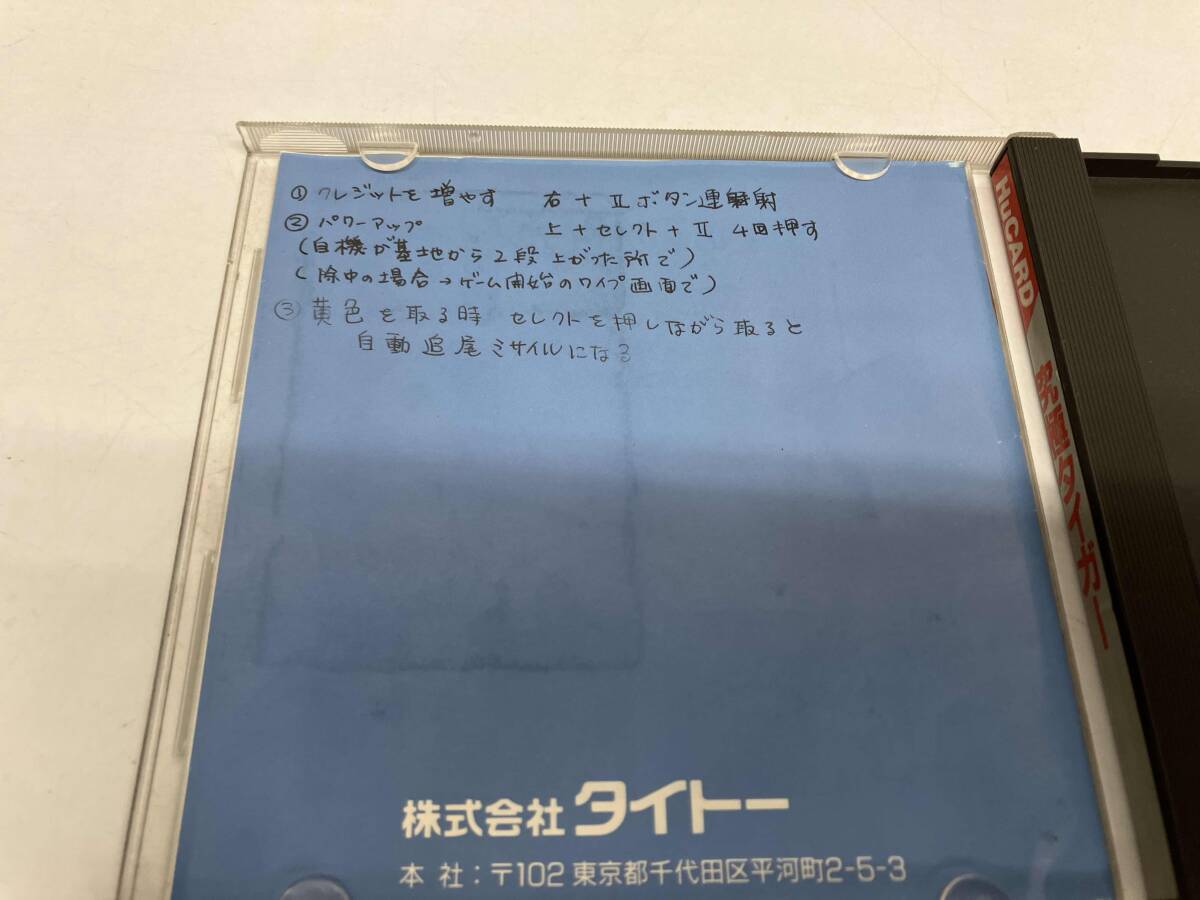 ① クレジットを増やす 右+Ⅱボタン連射
② パワーアップ 上+セレクト+Ⅱ 4回押す
(自機が基地から2段上がった所で)
(途中の場合→ゲーム開始のワイプ画面で)
③ 黄色を取る時 セレクトを押しながら取ると
自動追尾ミサイルになる
株式会社タイトー
本社:〒102 東京都千代田区平河町2-5-3
HuCARD 究極タイガー